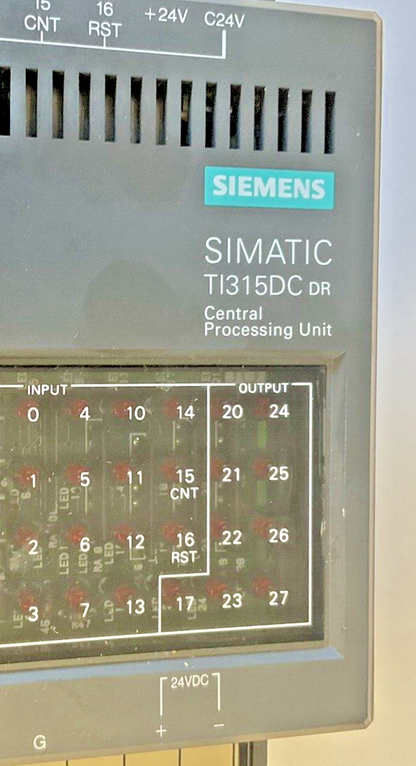 15 16 +24V C24V
CNT RST
SIEMENS
SIMATIC
TI315DC DR
Central
Processing Unit
INPUT OUTPUT
0 4 10 14 20 24
1 5 11 15 21 25
CNT
2 6 12 16 22 26
RST
3 7 13 17 23 27
24VDC
+ −
G